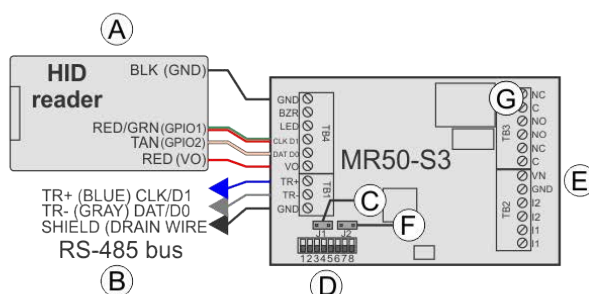 A
HID
reader
BLK (GND)
RED/GRN (GPIO1)
TAN (GPIO2)
RED (VO)
TR+ (BLUE) CLK/D1
TR- (GRAY) DAT/D0
SHIELD (DRAIN WIRE
RS-485 bus
B
GND
BZR
LED
CLK D1
DAT D0
VO
TB4
TR+
TR-
GND
TB1
MR50-S3
C
F
J1
J2
12345678
D
G
NC
C
NO
NO
NC
C
TB3
VN
GND
I2
I2
I1
I1
TB2
E